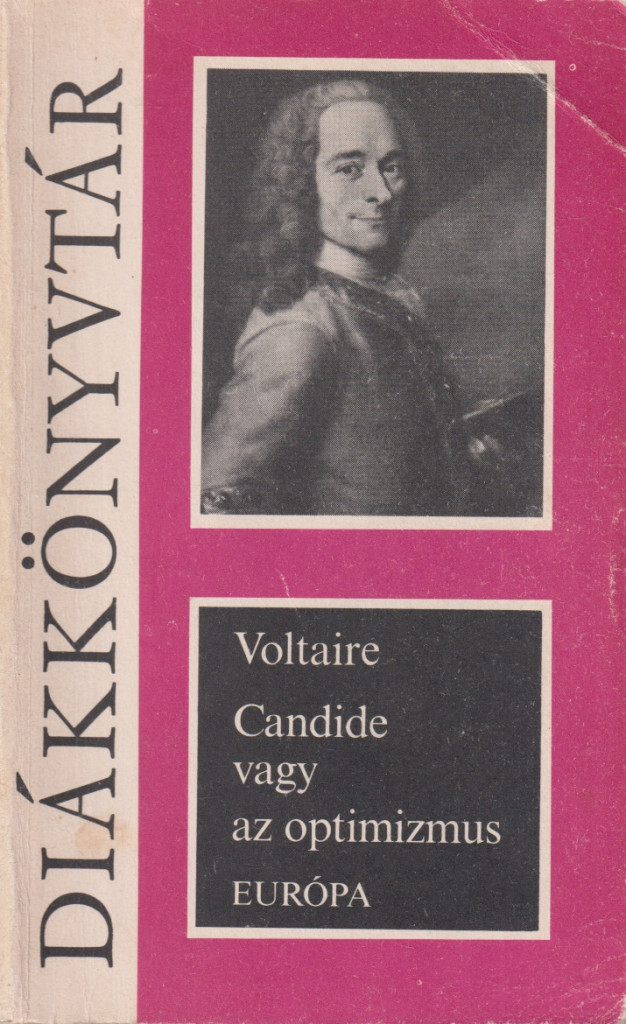 DIÁKKÖNYVTÁR
Voltaire
Candide
vagy
az optimizmus
EURÓPA